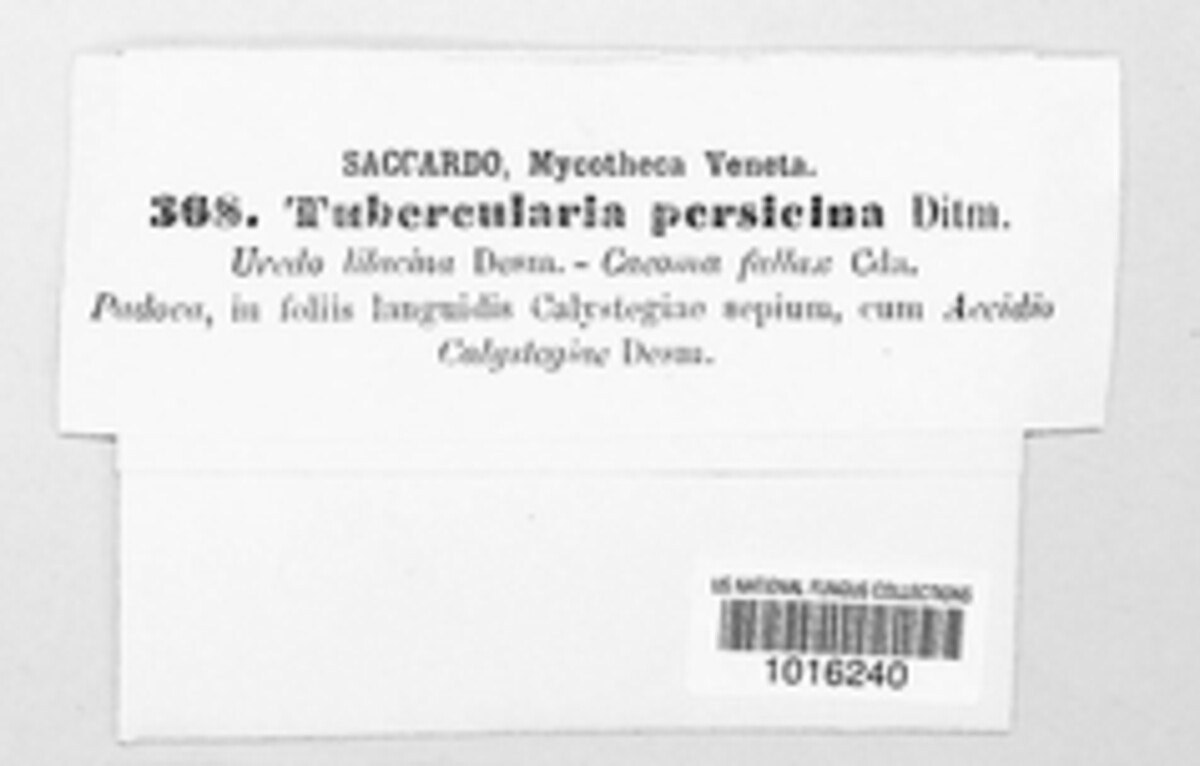 SACCARDO, Mycotheca Veneta.
368. Tubercularia persicina Ditm.
Uredo lilacina Desm. - Caeoma fallax Cda.
Padova, in foliis languidis Calystegiae sepium, cum Aecidio
Calystegiae Desm.
US NATIONAL FUNGUS COLLECTIONS
1016240